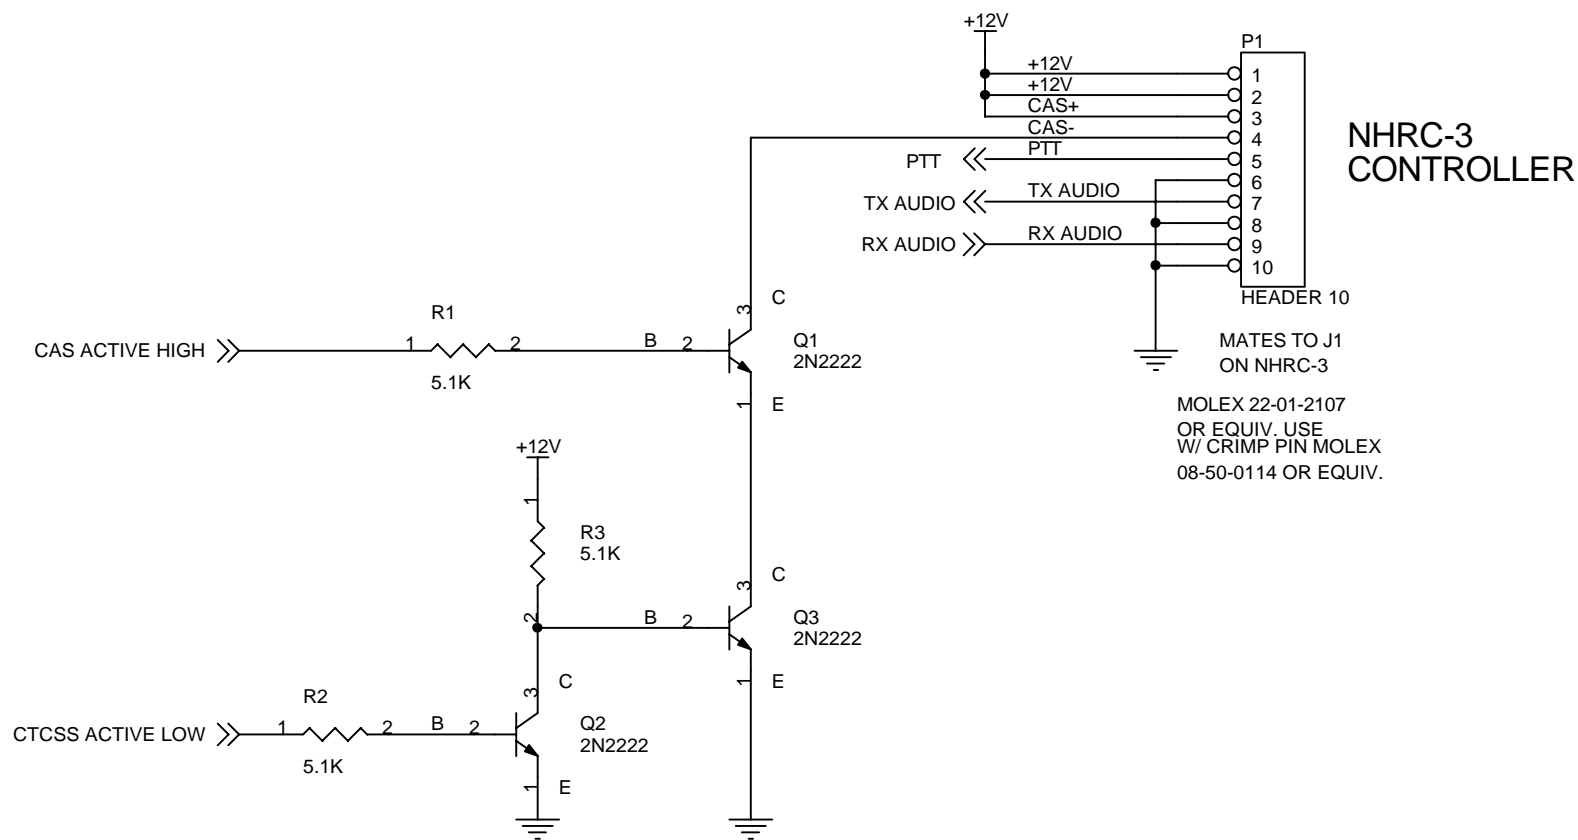 +12V
P1
+12V
1
+12V
2
CAS+
3
CAS-
4
PTT
PTT
5
6
TX AUDIO
TX AUDIO
7
8
RX AUDIO
RX AUDIO
9
10
HEADER 10
NHRC-3
CONTROLLER
MATES TO J1
ON NHRC-3
MOLEX 22-01-2107
OR EQUIV. USE
W/ CRIMP PIN MOLEX
08-50-0114 OR EQUIV.
CAS ACTIVE HIGH
1
R1
2
5.1K
B
2
3
C
Q1
2N2222
1
E
+12V
1
R3
5.1K
2
B
2
3
C
Q3
2N2222
1
E
CTCSS ACTIVE LOW
1
R2
2
5.1K
B
2
3
C
Q2
2N2222
1
E